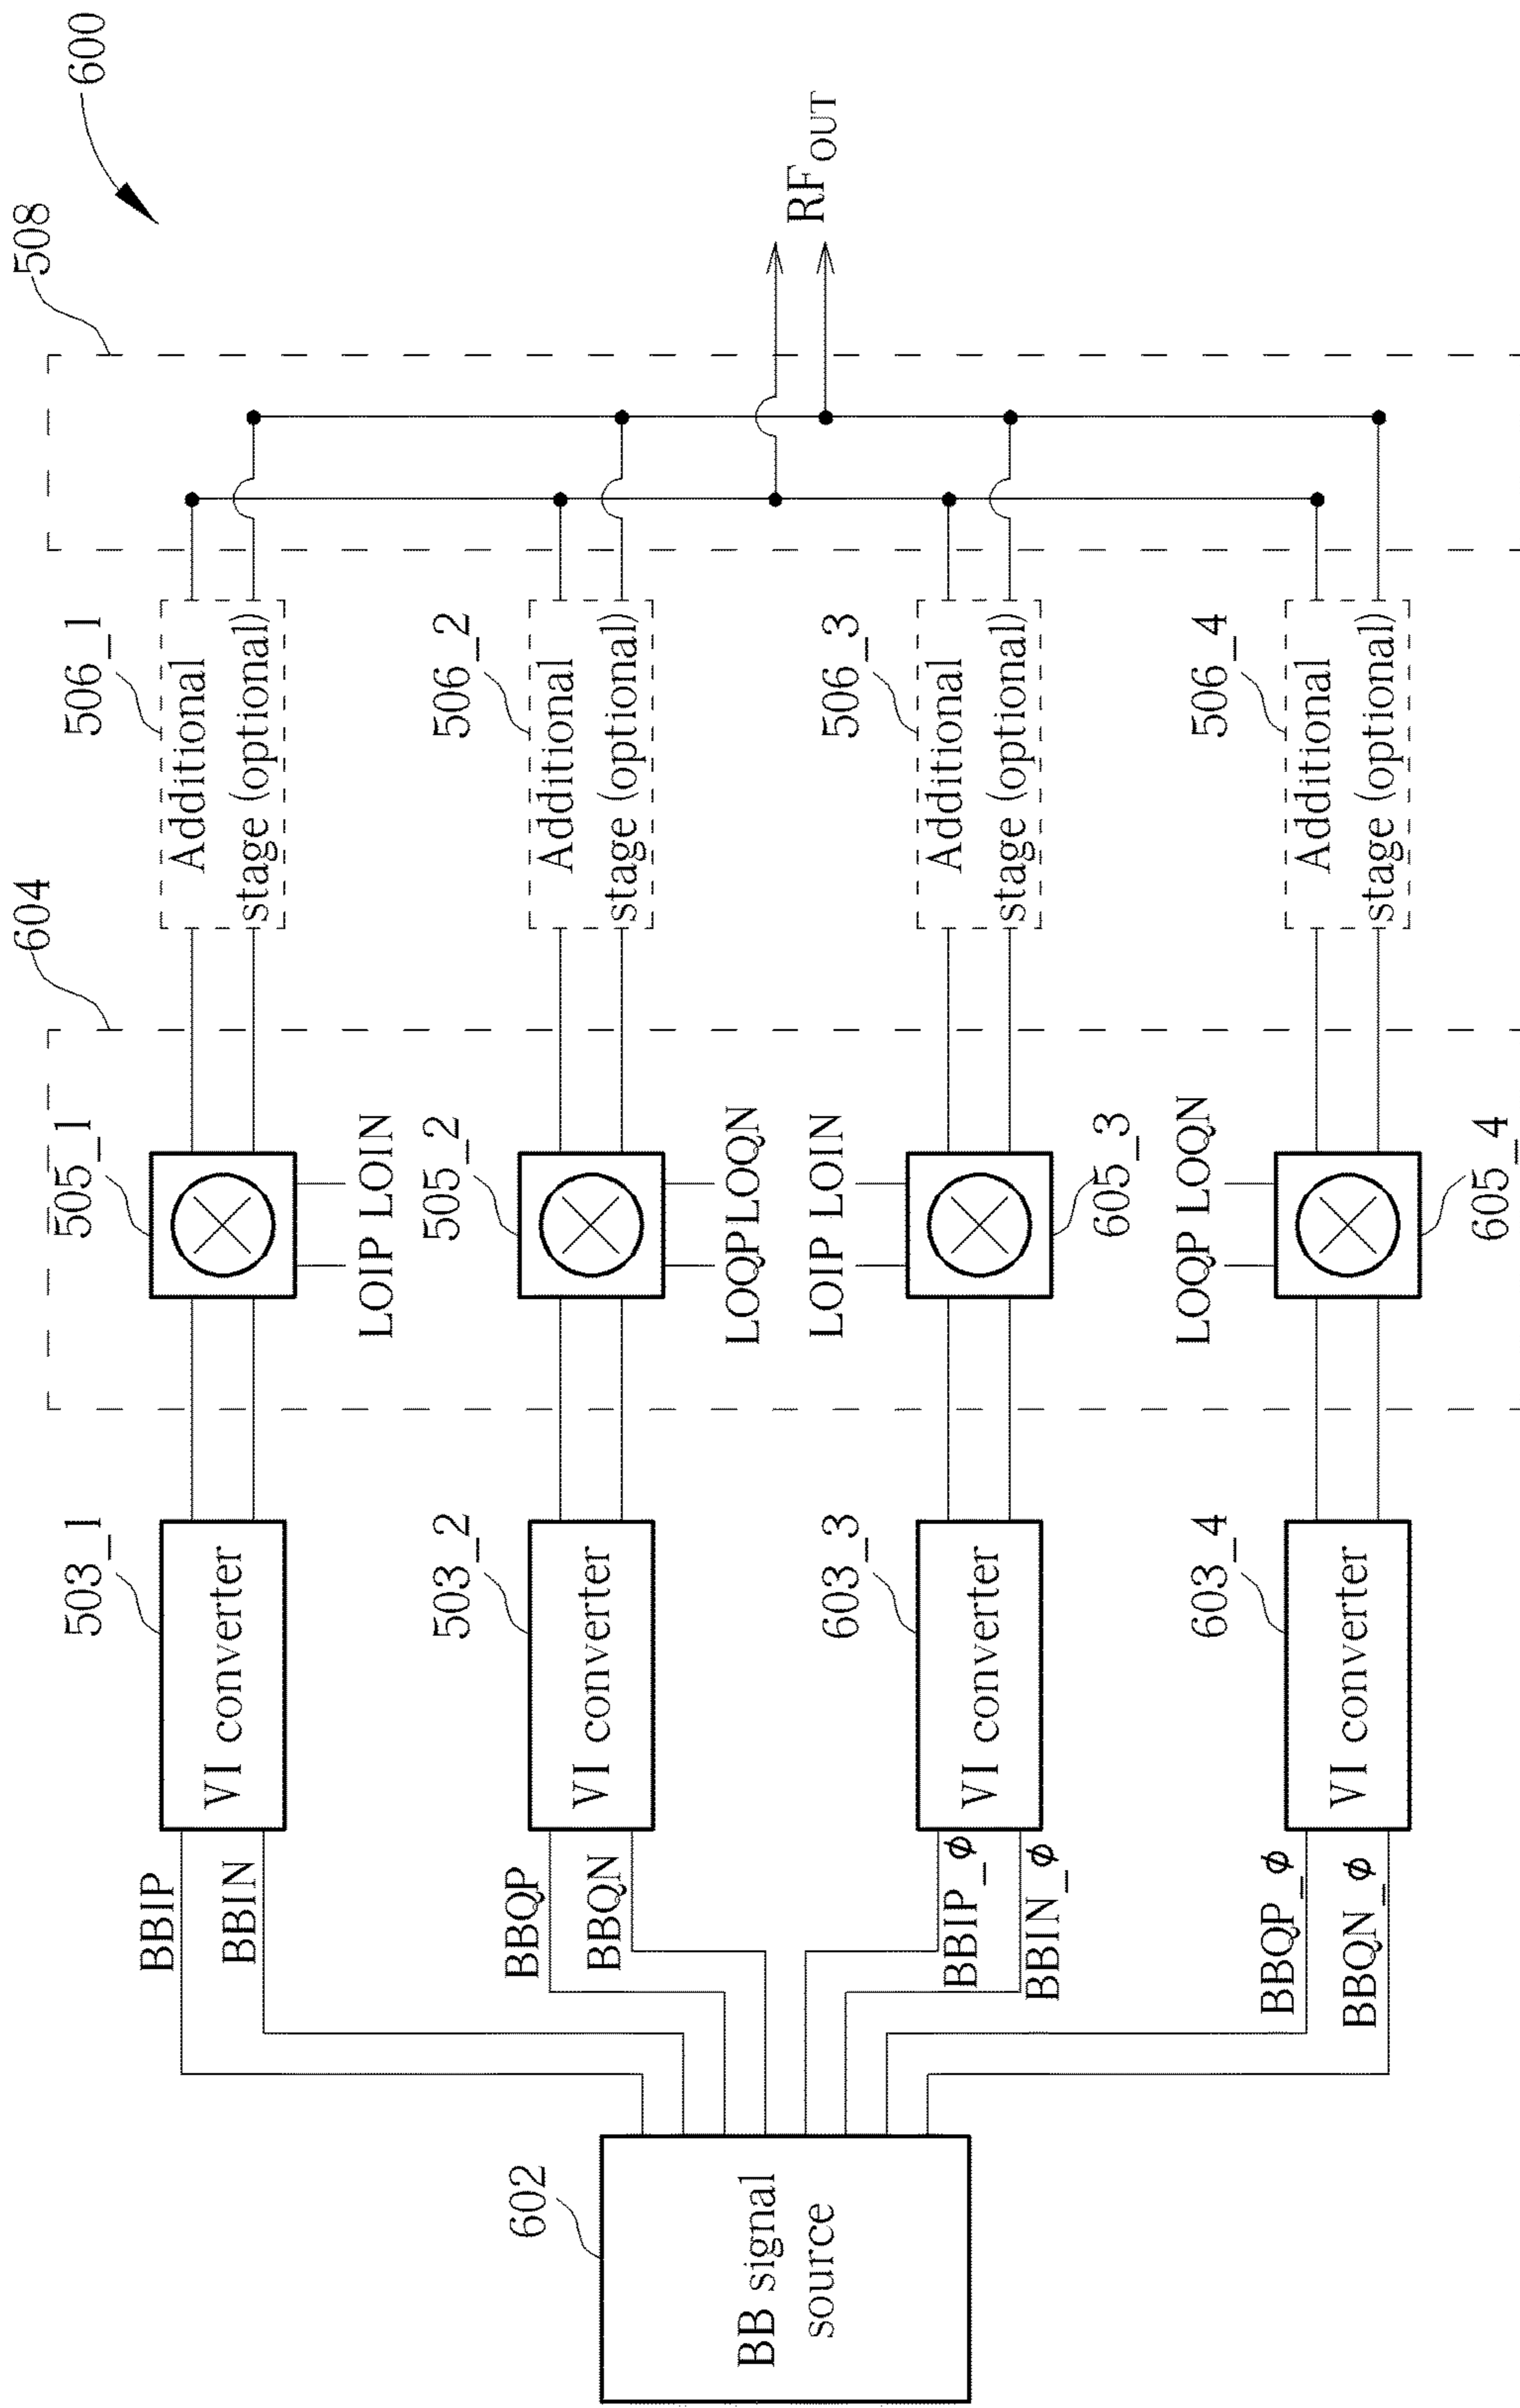 600
508
604
506_1
Additional
stage (optional)
505_1
LOIP LOIN
503_1
VI converter
BBIP
BBIN
506_2
Additional
stage (optional)
505_2
LOQP LOQN
503_2
VI converter
BBQP
BBQN
RF_OUT
602
BB signal
source
506_3
Additional
stage (optional)
LOIP LOIN
605_3
603_3
VI converter
BBIP_ϕ
BBIN_ϕ
506_4
Additional
stage (optional)
LOQP LOQN
605_4
603_4
VI converter
BBQP_ϕ
BBQN_ϕ